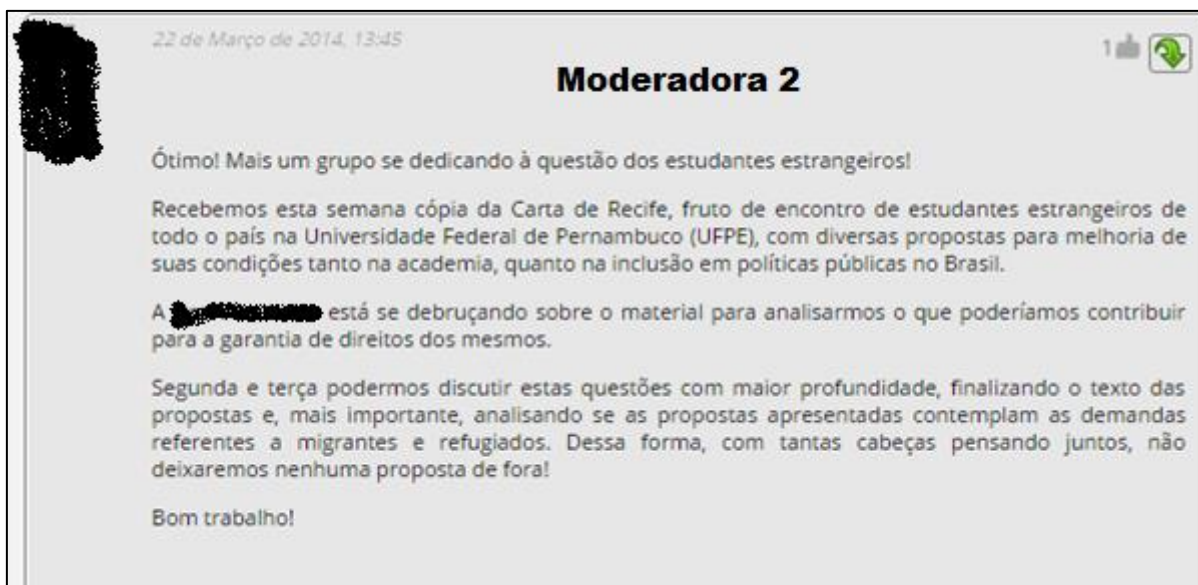 22 de Março de 2014, 13:45
1
Moderadora 2
Ótimo! Mais um grupo se dedicando à questão dos estudantes estrangeiros!
Recebemos esta semana cópia da Carta de Recife, fruto de encontro de estudantes estrangeiros de
todo o país na Universidade Federal de Pernambuco (UFPE), com diversas propostas para melhoria de
suas condições tanto na academia, quanto na inclusão em políticas públicas no Brasil.
A está se debruçando sobre o material para analisarmos o que poderíamos contribuir
para a garantia de direitos dos mesmos.
Segunda e terça podermos discutir estas questões com maior profundidade, finalizando o texto das
propostas e, mais importante, analisando se as propostas apresentadas contemplam as demandas
referentes a migrantes e refugiados. Dessa forma, com tantas cabeças pensando juntos, não
deixaremos nenhuma proposta de fora!
Bom trabalho!